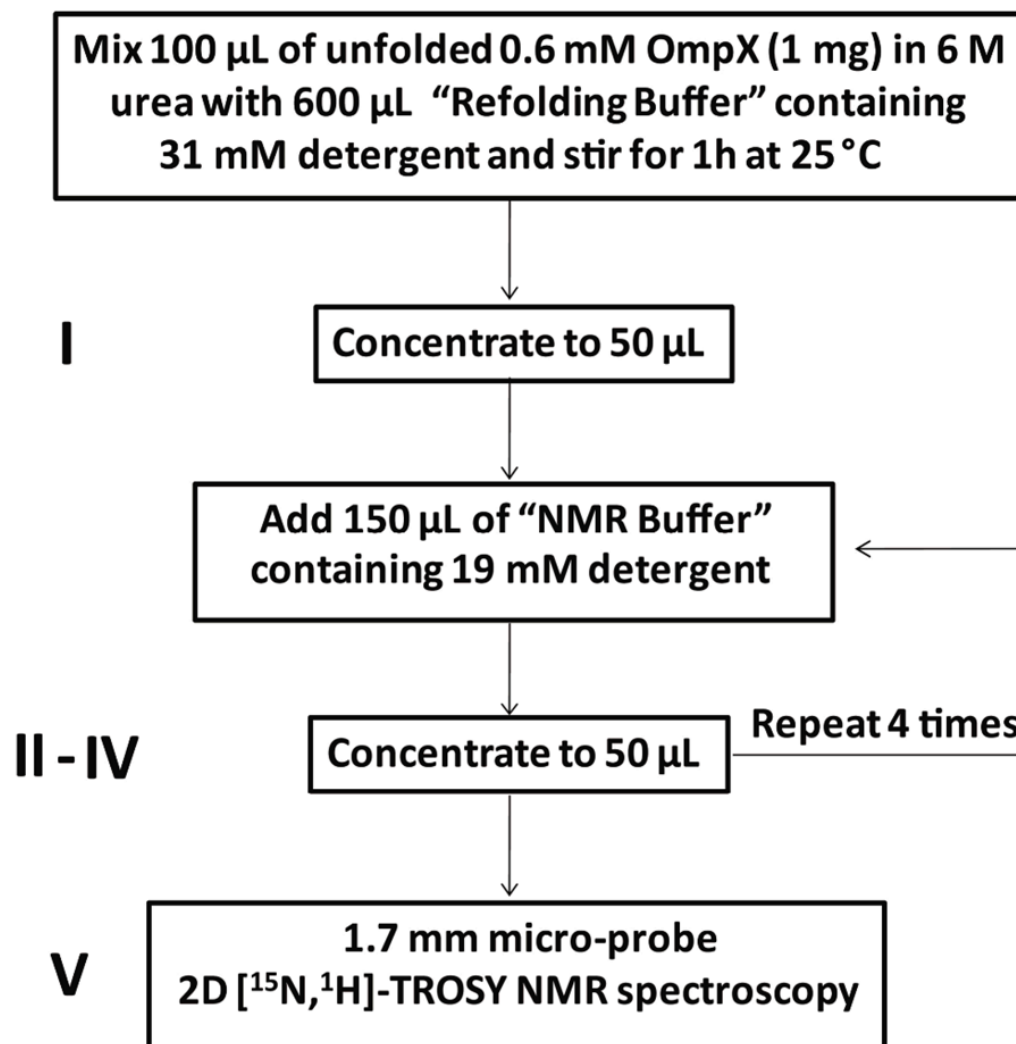 Mix 100 µL of unfolded 0.6 mM OmpX (1 mg) in 6 M
urea with 600 µL “Refolding Buffer” containing
31 mM detergent and stir for 1h at 25 °C
I
Concentrate to 50 µL
Add 150 µL of “NMR Buffer”
containing 19 mM detergent
II - IV
Concentrate to 50 µL
Repeat 4 times
V
1.7 mm micro-probe
2D [¹⁵N,¹H]-TROSY NMR spectroscopy